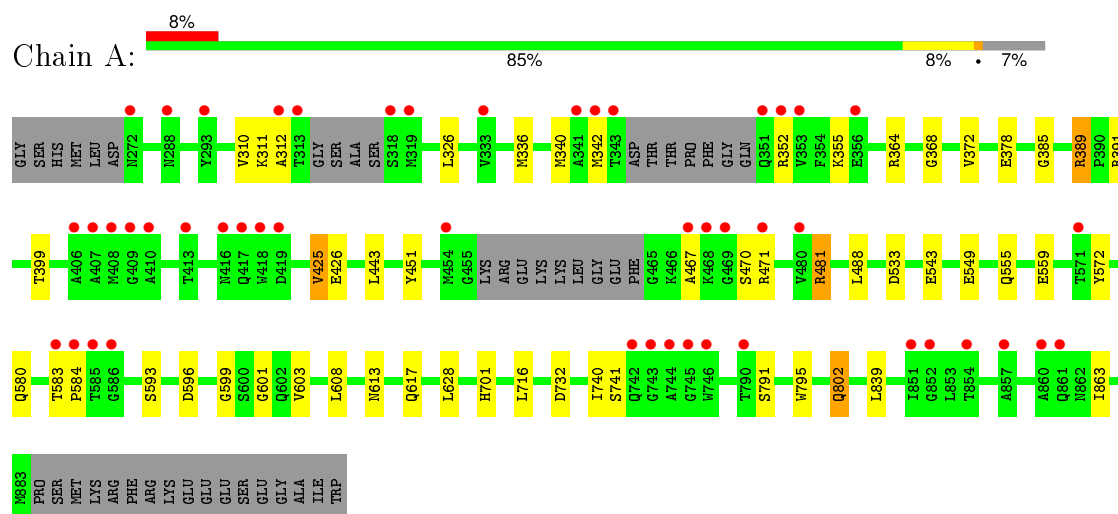 8%
Chain A:
85% 8% • 7%
GLY SER HIS MET LEU ASP N272 N288 Y293 V310 K311 A312 T313 GLY SER ALA SER S318 M319 L326 V333 M336 M340 A341 M342 T343 ASP THR THR PRO PHE GLY GLN Q351 R352 V353 F354 K355 E356 R364 G368 V372 E378 G385 R389 P390 R391
T399 A406 A407 M408 G409 A410 T413 N416 Q417 W418 D419 V425 E426 L443 Y451 M454 G455 LYS ARG GLU LYS LYS LEU GLY GLU PHE G465 K466 A467 K468 G469 S470 R471 V480 R481 L488 D533 E543 E549 Q555 E559 T571 Y572
Q580 T583 P584 T585 G586 S593 D596 G599 S600 G601 Q602 V603 L608 N613 Q617 L628 H701 L716 D732 I740 S741 Q742 G743 A744 G745 W746 T790 S791 W795 Q802 L839 I851 G852 L853 T854 A857 A860 Q861 N862 I863
M883 PRO SER MET LYS ARG PHE ARG LYS GLU GLU GLU SER GLU GLY ALA ILE TRP